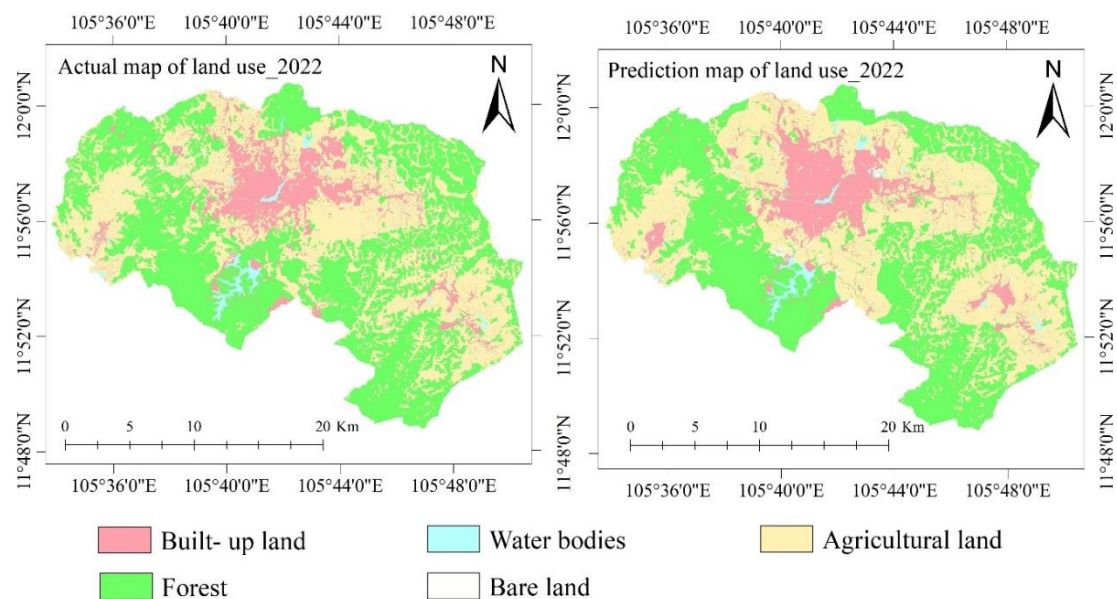 105°36'0"E 105°40'0"E 105°44'0"E 105°48'0"E
Actual map of land use_2022
N
12°0'0"N
11°56'0"N
11°52'0"N
11°48'0"N
0 5 10 20 Km
105°36'0"E 105°40'0"E 105°44'0"E 105°48'0"E
105°36'0"E 105°40'0"E 105°44'0"E 105°48'0"E
Prediction map of land use_2022
N
12°0'0"N
11°56'0"N
11°52'0"N
11°48'0"N
0 5 10 20 Km
105°36'0"E 105°40'0"E 105°44'0"E 105°48'0"E
Built- up land
Water bodies
Agricultural land
Forest
Bare land